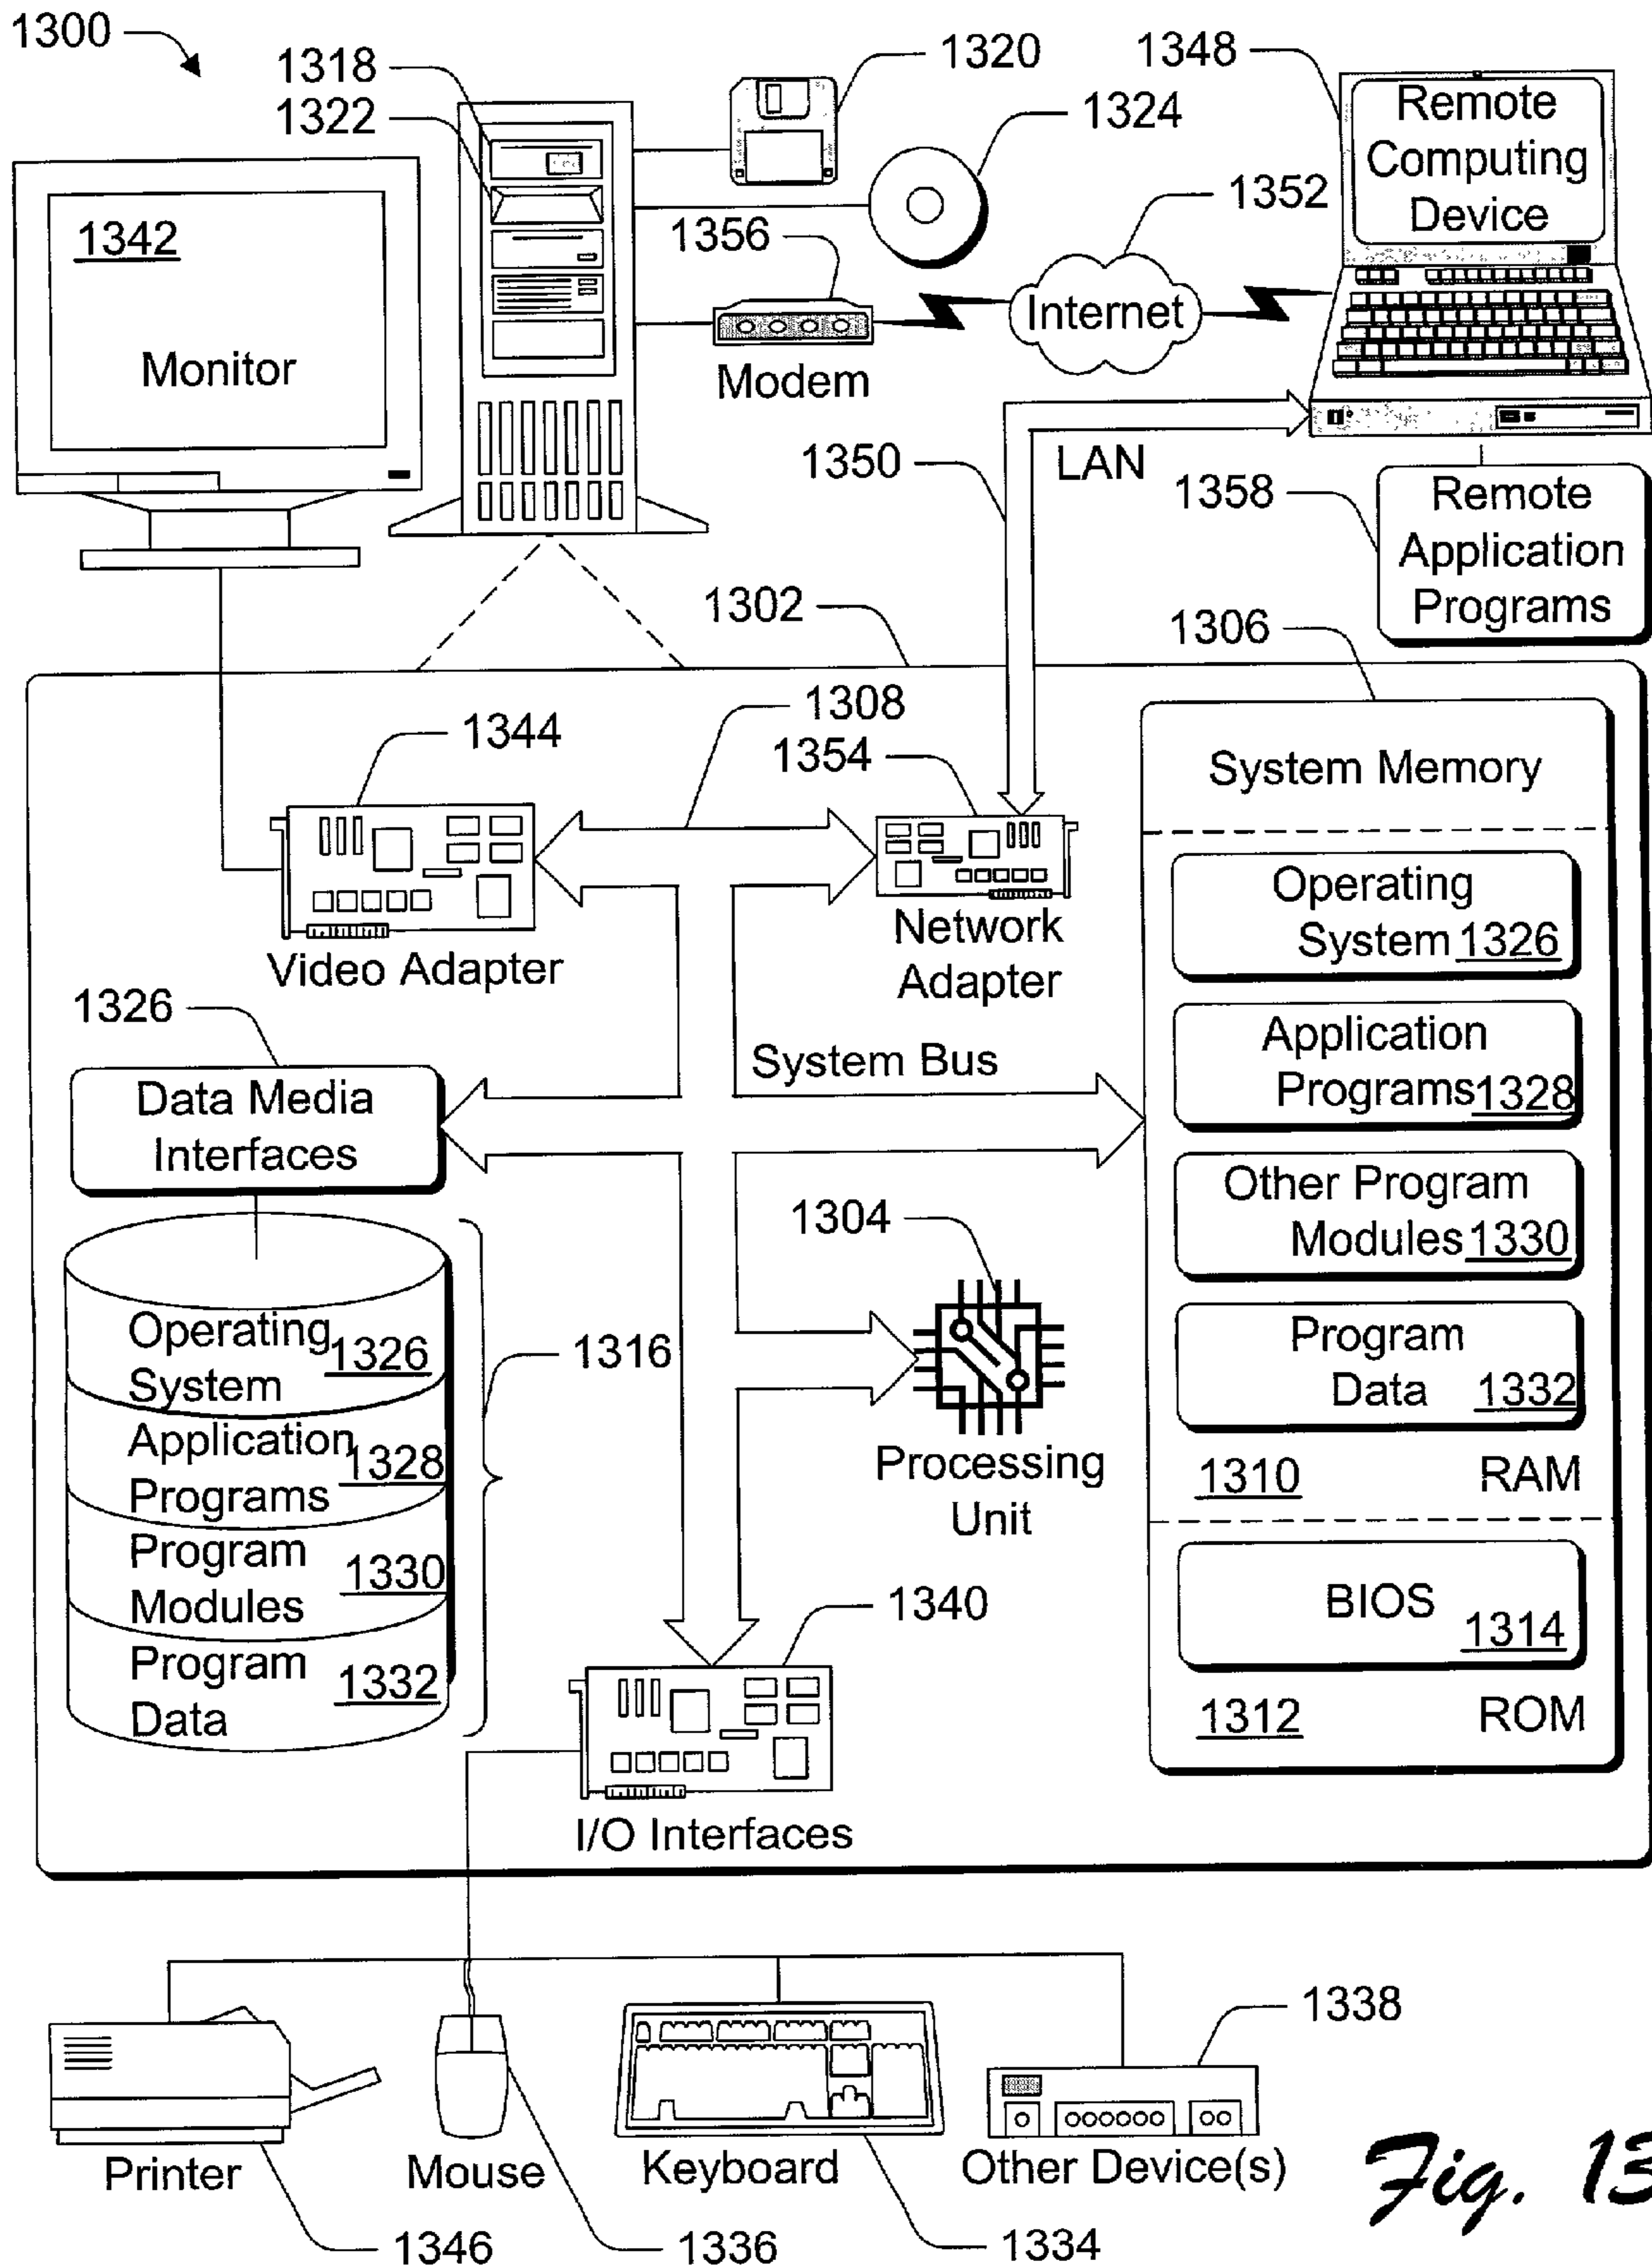 1300
1318
1322
1320
1324
1348
Remote
Computing
Device
1342
Monitor
1356
Modem
1352
Internet
1350
LAN
1358
Remote
Application
Programs
1302
1306
1308
1344
1354
Video Adapter
Network
Adapter
System Memory
Operating
System 1326
Application
Programs 1328
Other Program
Modules 1330
Program
Data 1332
1310 RAM
BIOS
1314
1312 ROM
1326
Data Media
Interfaces
System Bus
1304
Processing
Unit
Operating
System 1326
Application
Programs 1328
Program
Modules 1330
Program
Data 1332
1316
1340
I/O Interfaces
1338
Printer
Mouse
Keyboard
Other Device(s)
1346
1336
1334
Fig. 13